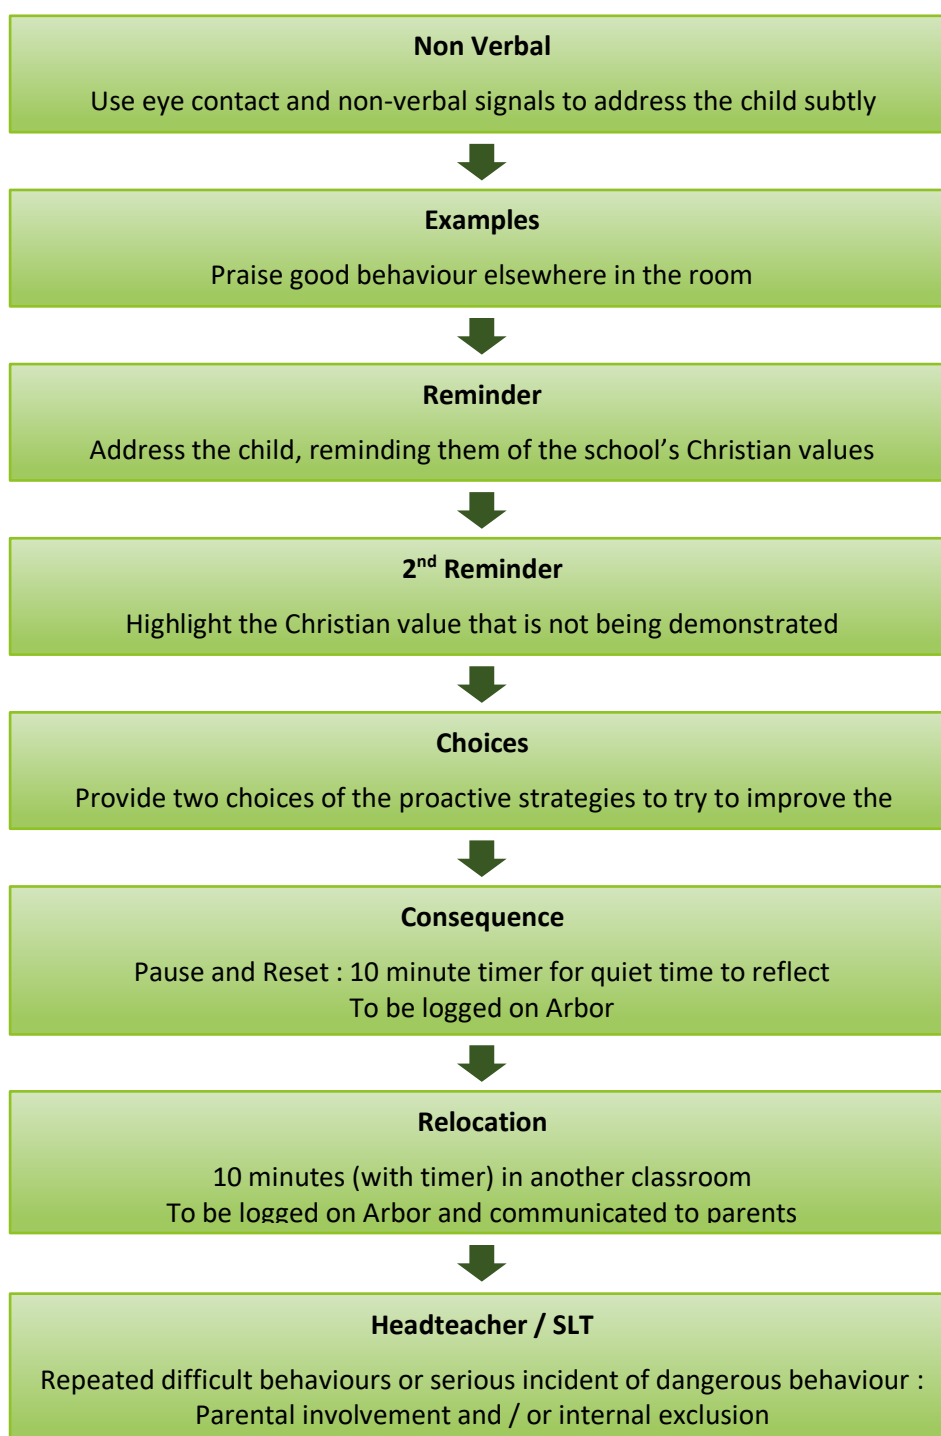 Non Verbal
Use eye contact and non-verbal signals to address the child subtly
Examples
Praise good behaviour elsewhere in the room
Reminder
Address the child, reminding them of the school’s Christian values
2nd Reminder
Highlight the Christian value that is not being demonstrated
Choices
Provide two choices of the proactive strategies to try to improve the
Consequence
Pause and Reset : 10 minute timer for quiet time to reflect
To be logged on Arbor
Relocation
10 minutes (with timer) in another classroom
To be logged on Arbor and communicated to parents
Headteacher / SLT
Repeated difficult behaviours or serious incident of dangerous behaviour :
Parental involvement and / or internal exclusion